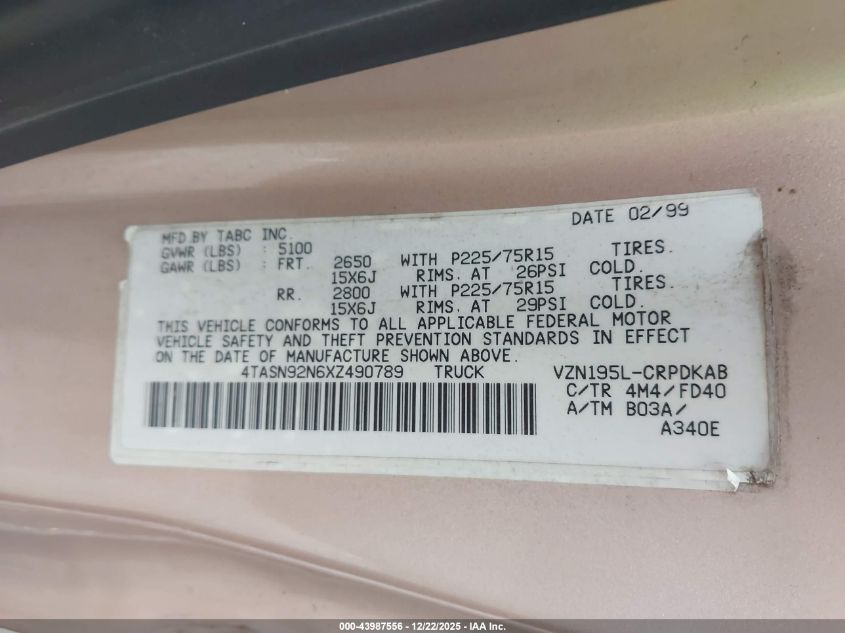 DATE 02/99
MFD.BY TABC INC.
GVWR (LBS) : 5100
GAWR (LBS) : FRT. 2650 WITH P225/75R15 TIRES.
15X6J RIMS. AT 26PSI COLD.
RR. 2800 WITH P225/75R15 TIRES.
15X6J RIMS. AT 29PSI COLD.
THIS VEHICLE CONFORMS TO ALL APPLICABLE FEDERAL MOTOR
VEHICLE SAFETY AND THEFT PREVENTION STANDARDS IN EFFECT
ON THE DATE OF MANUFACTURE SHOWN ABOVE.
4TASN92N6XZ490789 TRUCK VZN195L-CRPDKAB
C/TR 4M4/FD40
A/TM B03A/
A340E
000-43987556 - 12/22/2025 - IAA Inc.